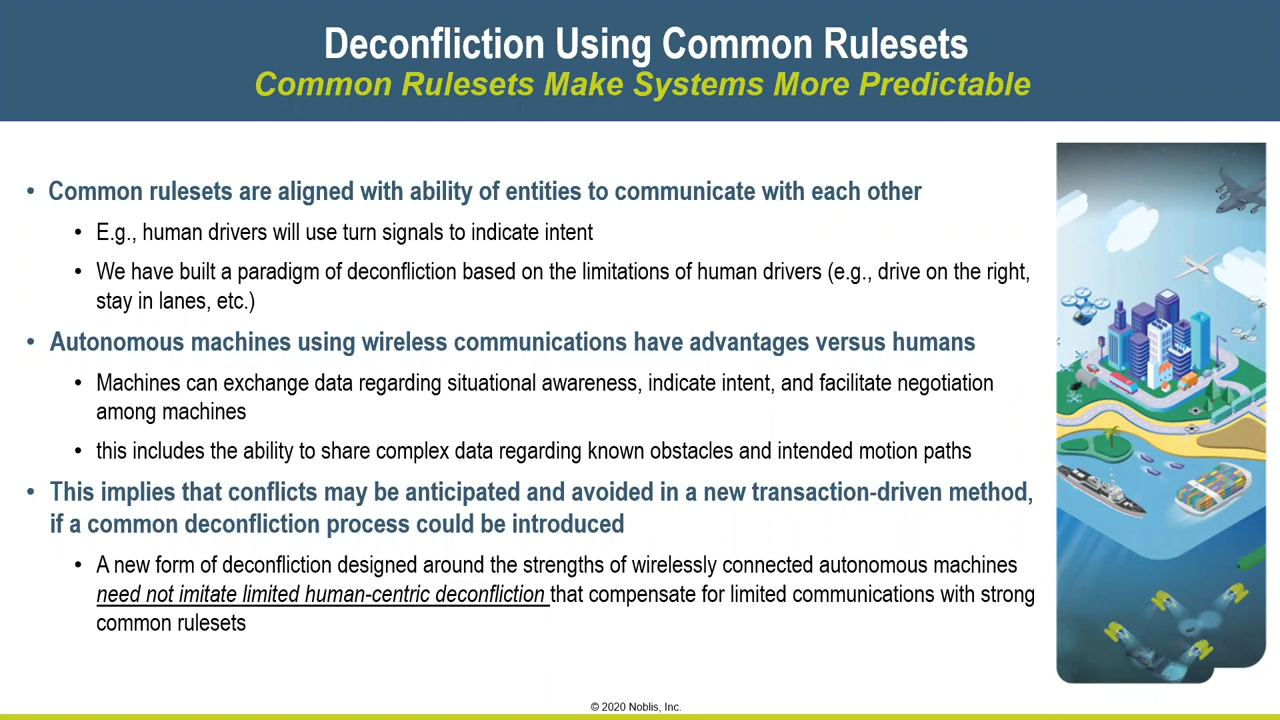 Deconfliction Using Common Rulesets
Common Rulesets Make Systems More Predictable
• Common rulesets are aligned with ability of entities to communicate with each other
• E.g., human drivers will use turn signals to indicate intent
• We have built a paradigm of deconfliction based on the limitations of human drivers (e.g., drive on the right,
stay in lanes, etc.)
• Autonomous machines using wireless communications have advantages versus humans
• Machines can exchange data regarding situational awareness, indicate intent, and facilitate negotiation
among machines
• this includes the ability to share complex data regarding known obstacles and intended motion paths
• This implies that conflicts may be anticipated and avoided in a new transaction-driven method,
if a common deconfliction process could be introduced
• A new form of deconfliction designed around the strengths of wirelessly connected autonomous machines
need not imitate limited human-centric deconfliction that compensate for limited communications with strong
common rulesets
© 2020 Noblis, Inc.